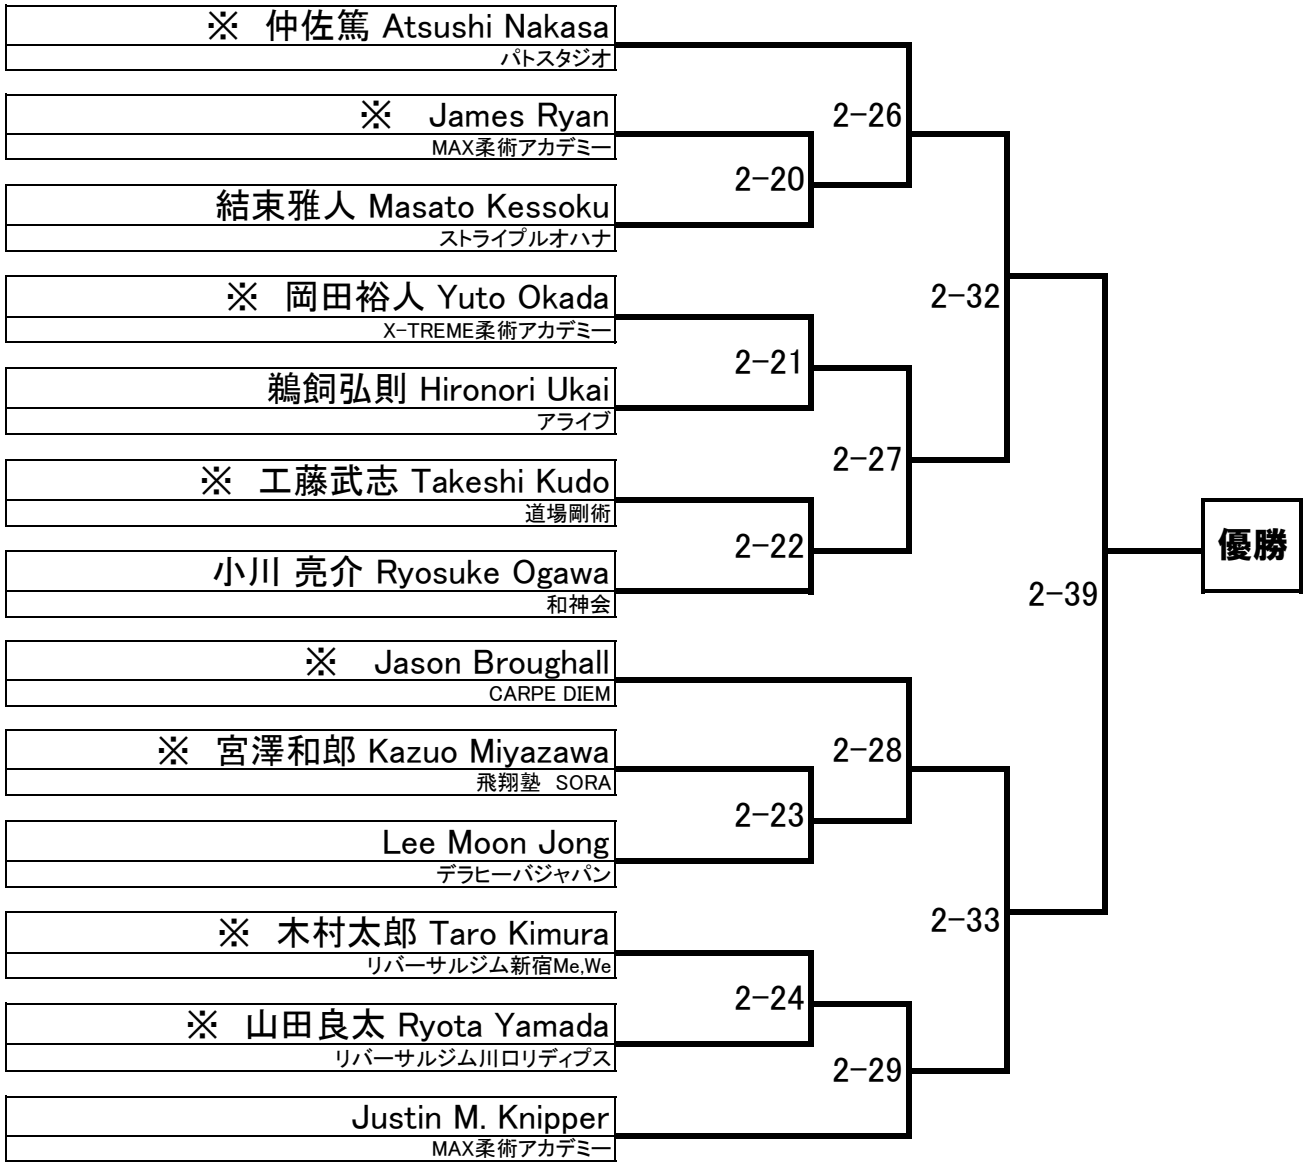 ※　仲佐篤 Atsushi Nakasa
パトスタジオ
2-26
※　James Ryan
MAX柔術アカデミー
2-20
結束雅人 Masato Kessoku
ストライプルオハナ
2-32
※　岡田裕人 Yuto Okada
X-TREME柔術アカデミー
2-21
鵜飼弘則 Hironori Ukai
アライブ
2-27
※　工藤武志 Takeshi Kudo
道場剛術
2-22
小川 亮介 Ryosuke Ogawa
和神会
優勝
2-39
※　Jason Broughall
CARPE DIEM
2-28
※　宮澤和郎 Kazuo Miyazawa
飛翔塾　SORA
2-23
Lee Moon Jong
デラヒーバジャパン
2-33
※　木村太郎 Taro Kimura
リバーサルジム新宿Me,We
2-24
※　山田良太 Ryota Yamada
リバーサルジム川口リディプス
2-29
Justin M. Knipper
MAX柔術アカデミー